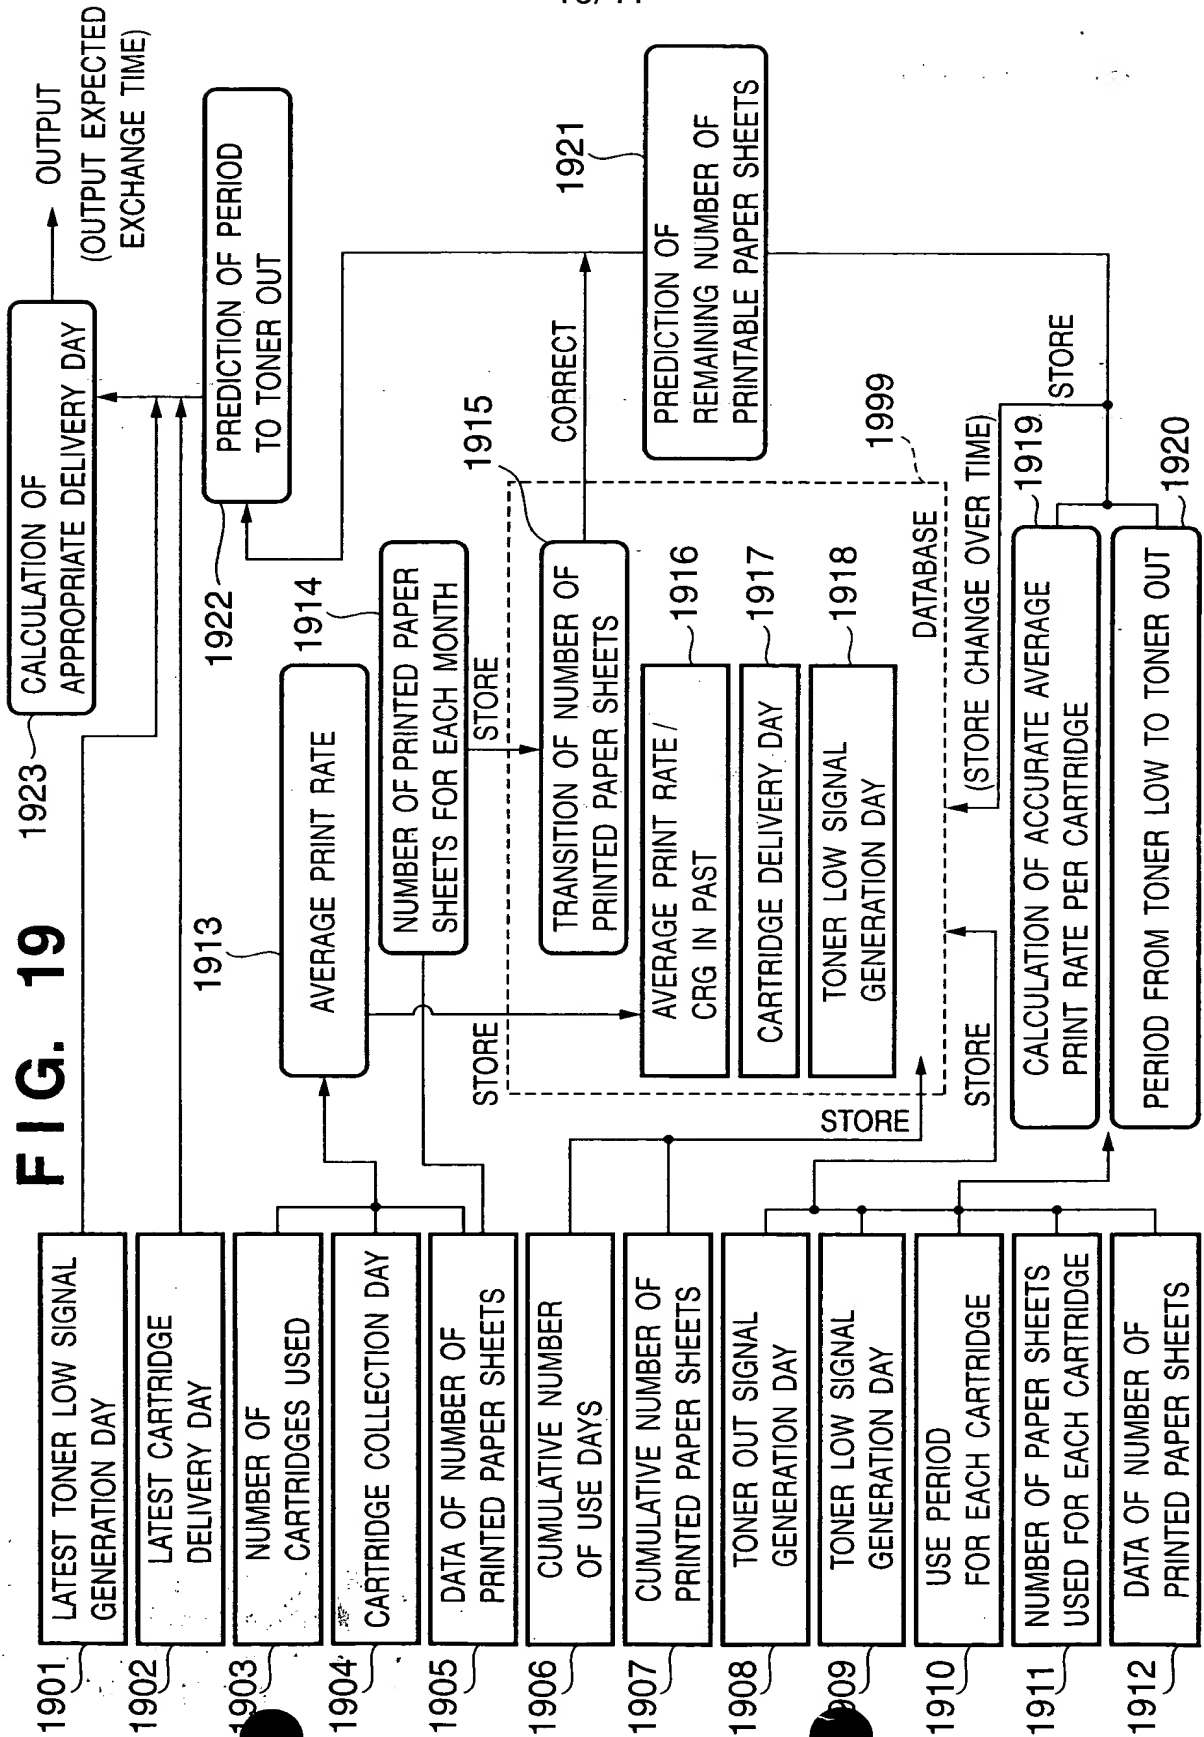 FIG. 19
1901
LATEST TONER LOW SIGNAL
GENERATION DAY
1902
LATEST CARTRIDGE
DELIVERY DAY
1903
NUMBER OF
CARTRIDGES USED
1904
CARTRIDGE COLLECTION DAY
1905
DATA OF NUMBER OF
PRINTED PAPER SHEETS
1906
CUMULATIVE NUMBER
OF USE DAYS
1907
CUMULATIVE NUMBER OF
PRINTED PAPER SHEETS
1908
TONER OUT SIGNAL
GENERATION DAY
909
TONER LOW SIGNAL
GENERATION DAY
1910
USE PERIOD
FOR EACH CARTRIDGE
1911
NUMBER OF PAPER SHEETS
USED FOR EACH CARTRIDGE
1912
DATA OF NUMBER OF
PRINTED PAPER SHEETS
1913
AVERAGE PRINT RATE
1914
NUMBER OF PRINTED PAPER
SHEETS FOR EACH MONTH
STORE
STORE
1915
TRANSITION OF NUMBER OF
PRINTED PAPER SHEETS
1916
AVERAGE PRINT RATE /
CRG IN PAST
1917
CARTRIDGE DELIVERY DAY
1918
TONER LOW SIGNAL
GENERATION DAY
DATABASE
1999
STORE
STORE
(STORE CHANGE OVER TIME)
STORE
1919
CALCULATION OF ACCURATE AVERAGE
PRINT RATE PER CARTRIDGE
1920
PERIOD FROM TONER LOW TO TONER OUT
CORRECT
1921
PREDICTION OF
REMAINING NUMBER OF
PRINTABLE PAPER SHEETS
1922
PREDICTION OF PERIOD
TO TONER OUT
1923
CALCULATION OF
APPROPRIATE DELIVERY DAY
OUTPUT
(OUTPUT EXPECTED
EXCHANGE TIME)